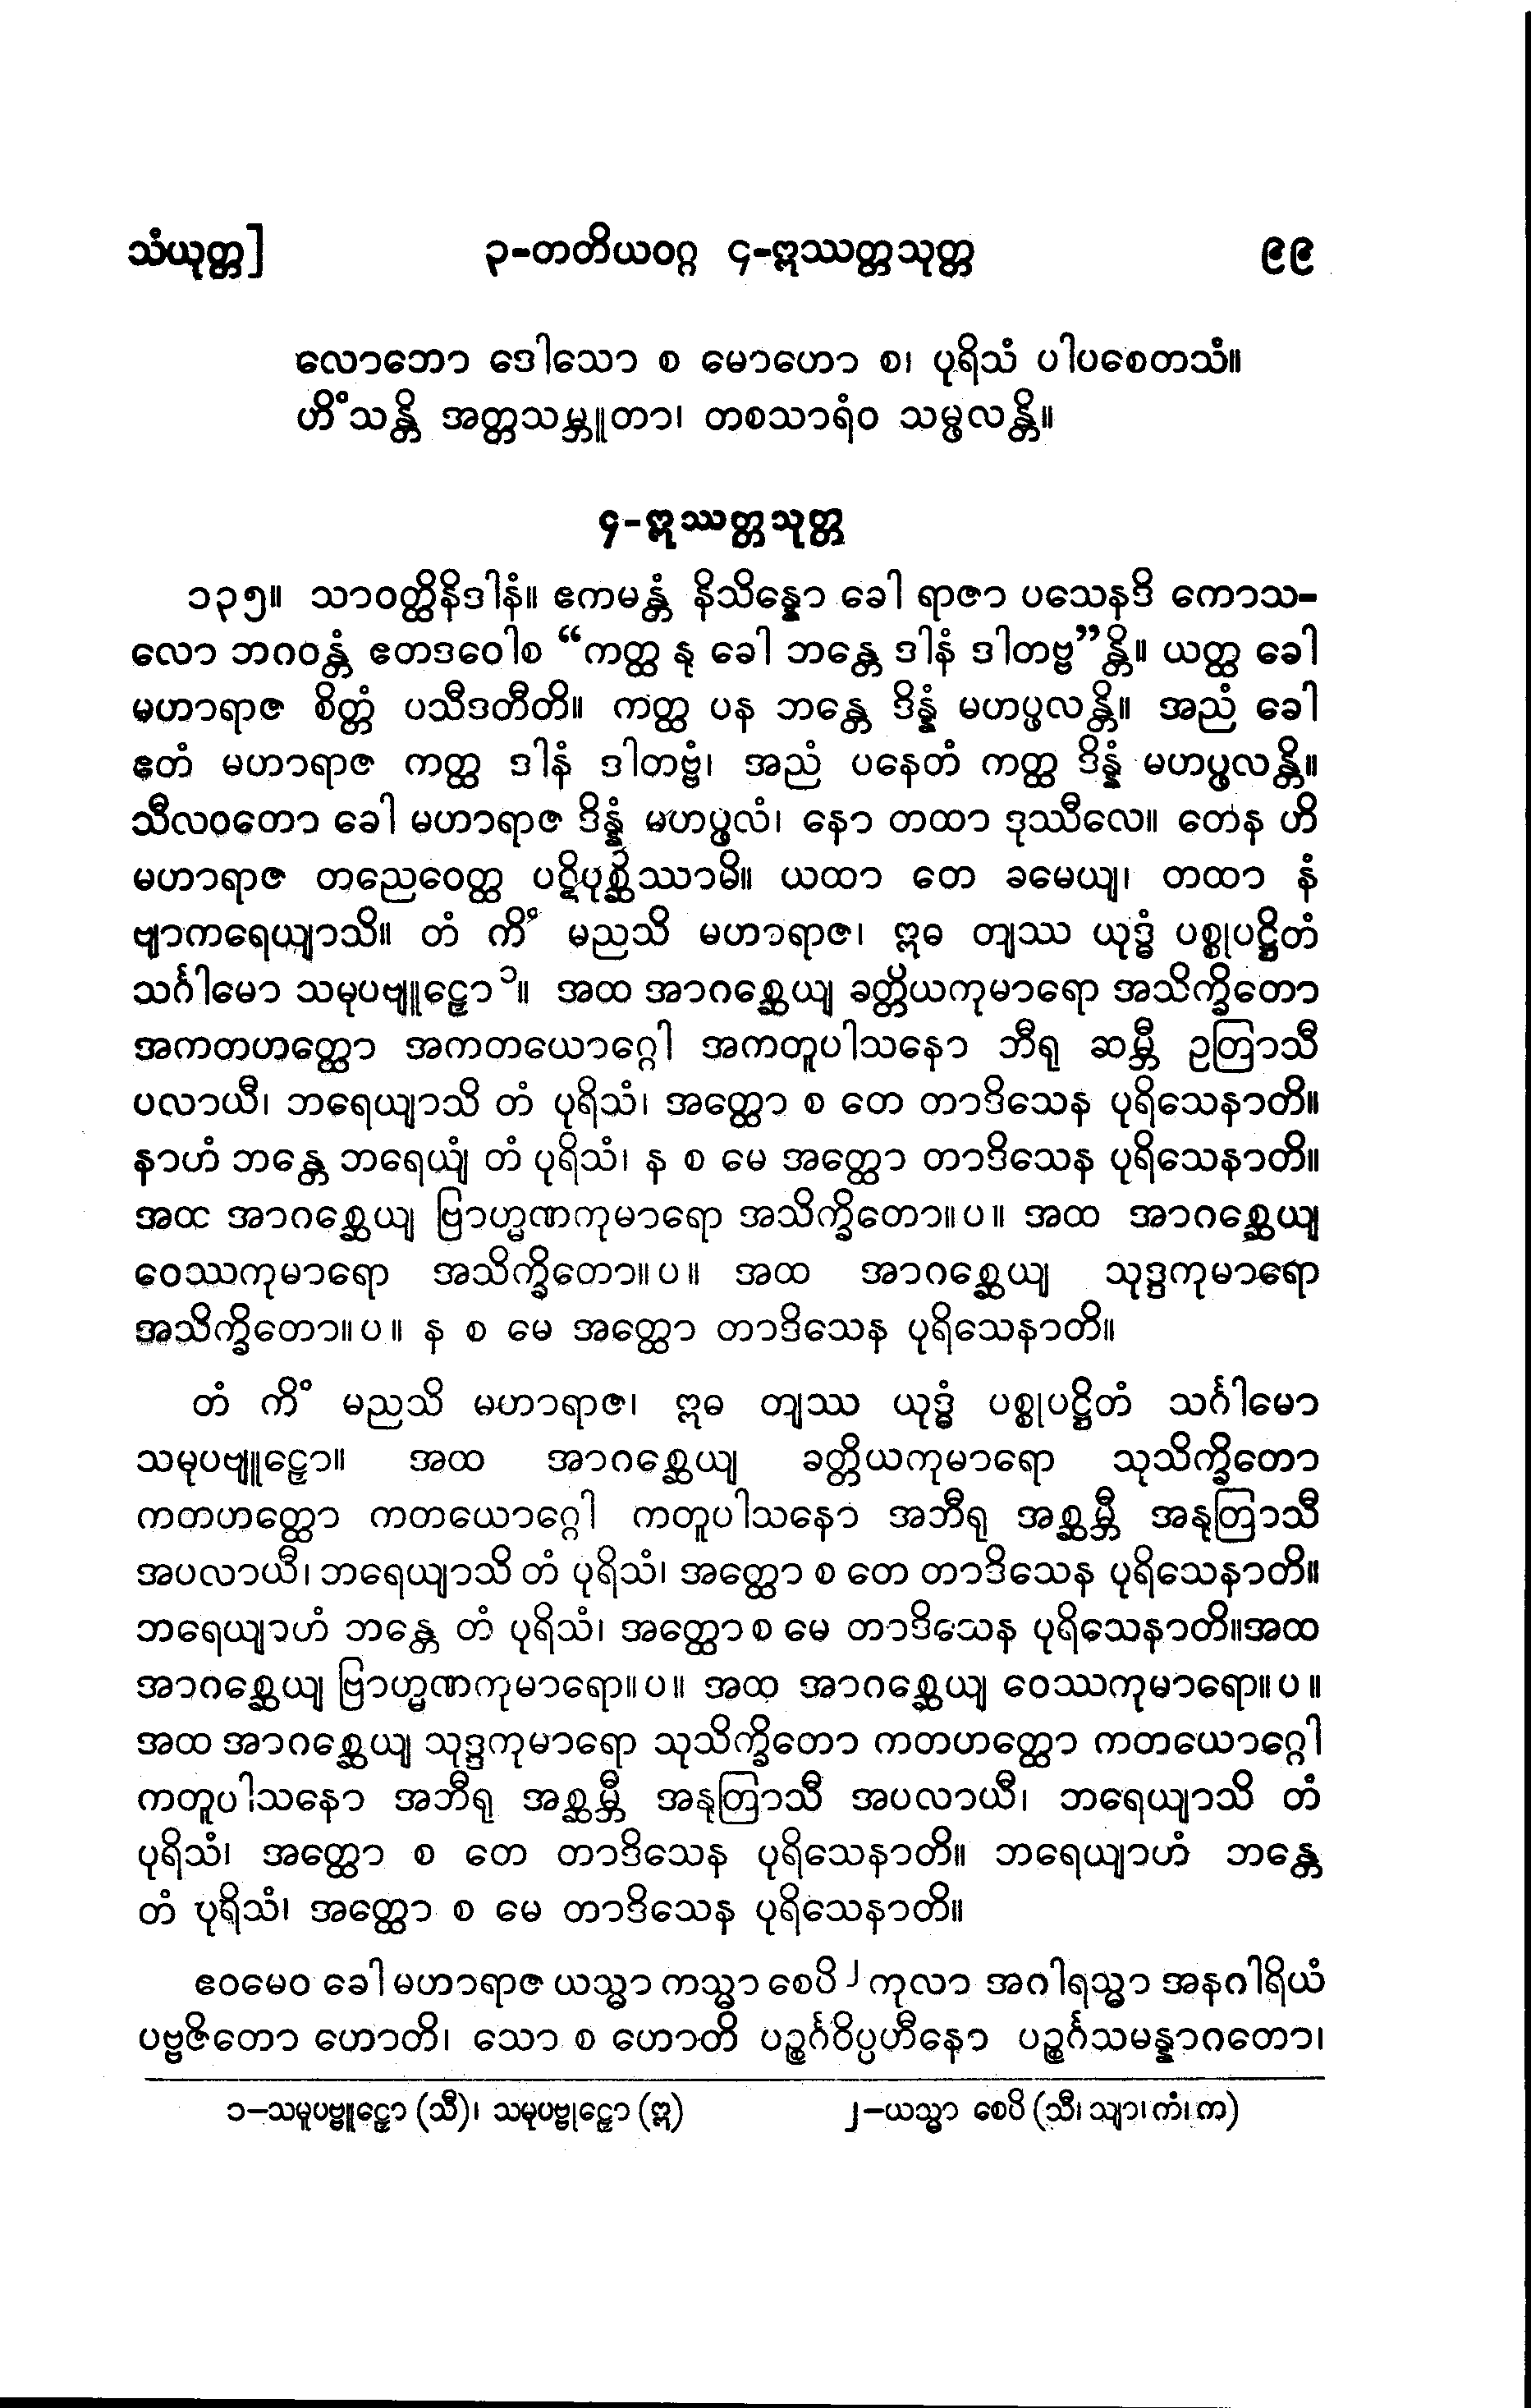 သံယုတ္တ] ၃-တတိယဝဂ္ဂ ၄-ဣဿတ္တသုတ္တ ၉၉
လောဘော ဒေါသော စ မောဟော စ၊ ပုရိသံ ပါပစေတသံ။
ဟိံသန္တိ အတ္တသမ္ဘူတာ၊ တစသာရံဝ သမ္ဖလန္တိ။
၄-ဣဿတ္တသုတ္တ
၁၃၅။ သာဝတ္ထိနိဒါနံ။ ဧကမန္တံ နိသိန္နော ခေါ ရာဇာ ပသေနဒိ ကောသ-
လော ဘဂဝန္တံ ဧတဒဝေါစ “ကတ္ထ နု ခေါ ဘန္တေ ဒါနံ ဒါတဗ္ဗ”န္တိ။ ယတ္ထ ခေါ
မဟာရာဇ စိတ္တံ ပသီဒတီတိ။ ကတ္ထ ပန ဘန္တေ ဒိန္နံ မဟပ္ဖလန္တိ။ အညံ ခေါ
ဧတံ မဟာရာဇ ကတ္ထ ဒါနံ ဒါတဗ္ဗံ၊ အညံ ပနေတံ ကတ္ထ ဒိန္နံ မဟပ္ဖလန္တိ။
သီလဝတော ခေါ မဟာရာဇ ဒိန္နံ မဟပ္ဖလံ၊ နော တထာ ဒုဿီလေ။ တေန ဟိ
မဟာရာဇ တညေဝေတ္ထ ပဋိပုစ္ဆိဿာမိ။ ယထာ တေ ခမေယျ၊ တထာ နံ
ဗျာကရေယျာသိ။ တံ ကိံ မညသိ မဟာရာဇ၊ ဣဓ တျဿ ယုဒ္ဓံ ပစ္စုပဋ္ဌိတံ
သင်္ဂါမော သမုပဗျူဠှော၁။ အထ အာဂစ္ဆေယျ ခတ္တိယကုမာရော အသိက္ခိတော
အကတဟတ္ထော အကတယောဂ္ဂေါ အကတူပါသနော ဘီရု ဆမ္ဘီ ဥတြာသီ
ပလာယီ၊ ဘရေယျာသိ တံ ပုရိသံ၊ အတ္ထော စ တေ တာဒိသေန ပုရိသေနာတိ။
နာဟံ ဘန္တေ ဘရေယျံ တံ ပုရိသံ၊ န စ မေ အတ္ထော တာဒိသေန ပုရိသေနာတိ။
အထ အာဂစ္ဆေယျ ဗြာဟ္မဏကုမာရော အသိက္ခိတော။ပ။ အထ အာဂစ္ဆေယျ
ဝေဿကုမာရော အသိက္ခိတော။ပ။ အထ အာဂစ္ဆေယျ သုဒ္ဒကုမာရော
အသိက္ခိတော။ပ။ န စ မေ အတ္ထော တာဒိသေန ပုရိသေနာတိ။
တံ ကိံ မညသိ မဟာရာဇ၊ ဣဓ တျဿ ယုဒ္ဓံ ပစ္စုပဋ္ဌိတံ သင်္ဂါမော
သမုပဗျူဠှော။ အထ အာဂစ္ဆေယျ ခတ္တိယကုမာရော သုသိက္ခိတော
ကတဟတ္ထော ကတယောဂ္ဂေါ ကတူပါသနော အဘီရု အစ္ဆမ္ဘီ အနုတြာသီ
အပလာယီ၊ ဘရေယျာသိ တံ ပုရိသံ၊ အတ္ထော စ တေ တာဒိသေန ပုရိသေနာတိ။
ဘရေယျာဟံ ဘန္တေ တံ ပုရိသံ၊ အတ္ထော စ မေ တာဒိသေန ပုရိသေနာတိ။အထ
အာဂစ္ဆေယျ ဗြာဟ္မဏကုမာရော။ပ။ အထ အာဂစ္ဆေယျ ဝေဿကုမာရော။ပ။
အထ အာဂစ္ဆေယျ သုဒ္ဒကုမာရော သုသိက္ခိတော ကတဟတ္ထော ကတယောဂ္ဂေါ
ကတူပါသနော အဘီရု အစ္ဆမ္ဘီ အနုတြာသီ အပလာယီ၊ ဘရေယျာသိ တံ
ပုရိသံ၊ အတ္ထော စ တေ တာဒိသေန ပုရိသေနာတိ။ ဘရေယျာဟံ ဘန္တေ
တံ ပုရိသံ၊ အတ္ထော စ မေ တာဒိသေန ပုရိသေနာတိ။
ဧဝမေဝ ခေါ မဟာရာဇ ယသ္မာ ကသ္မာ စေပိ၂ ကုလာ အဂါရသ္မာ အနဂါရိယံ
ပဗ္ဗဇိတော ဟောတိ၊ သော စ ဟောတိ ပဉ္စင်္ဂဝိပ္ပဟီနော ပဉ္စင်္ဂသမန္နာဂတော၊
၁-သမူပဗ္ဗူဠှော (သီ)၊ သမုပဗ္ဗုဠှော (ဣ) ၂-ယသ္မာ စေပိ (သီ၊ သျာ၊ ကံ၊ က)